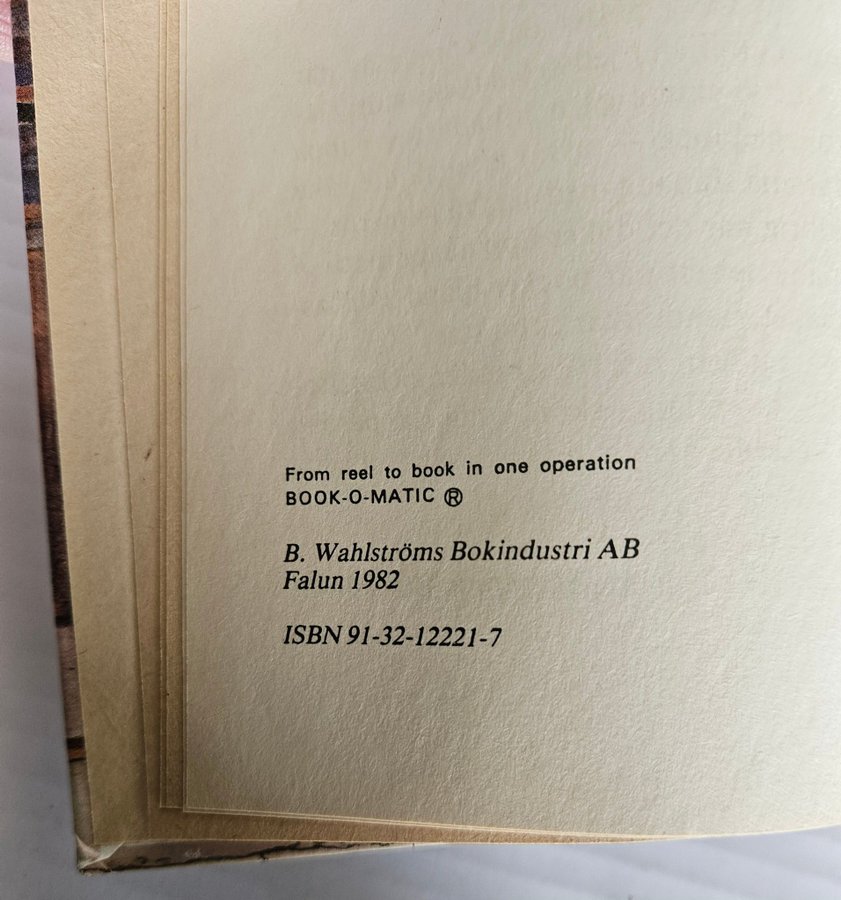 From reel to book in one operation
BOOK-O-MATIC ®
B. Wahlströms Bokindustri AB
Falun 1982
ISBN 91-32-12221-7